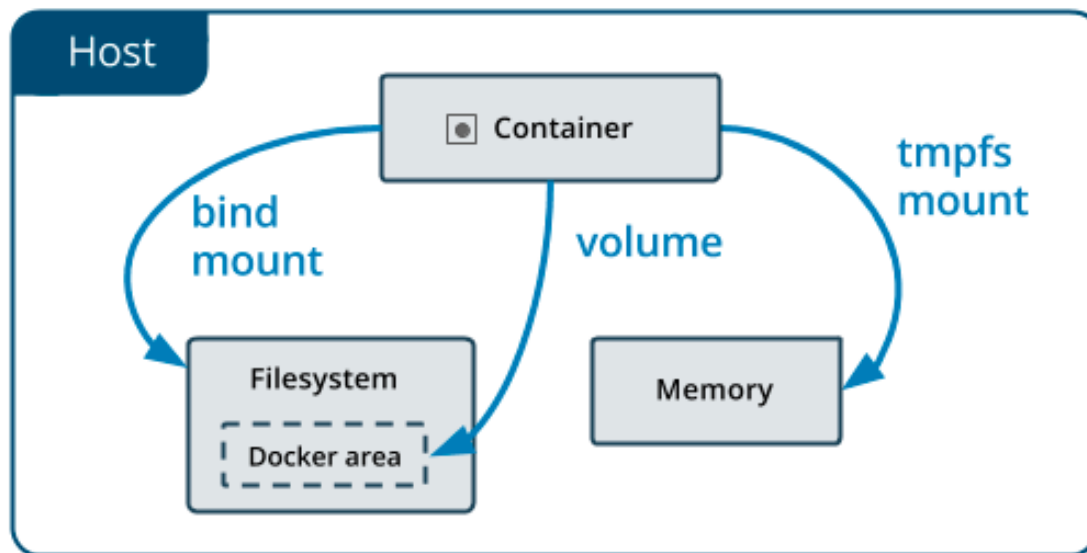 Host
Container
bind
mount
volume
tmpfs
mount
Filesystem
Docker area
Memory